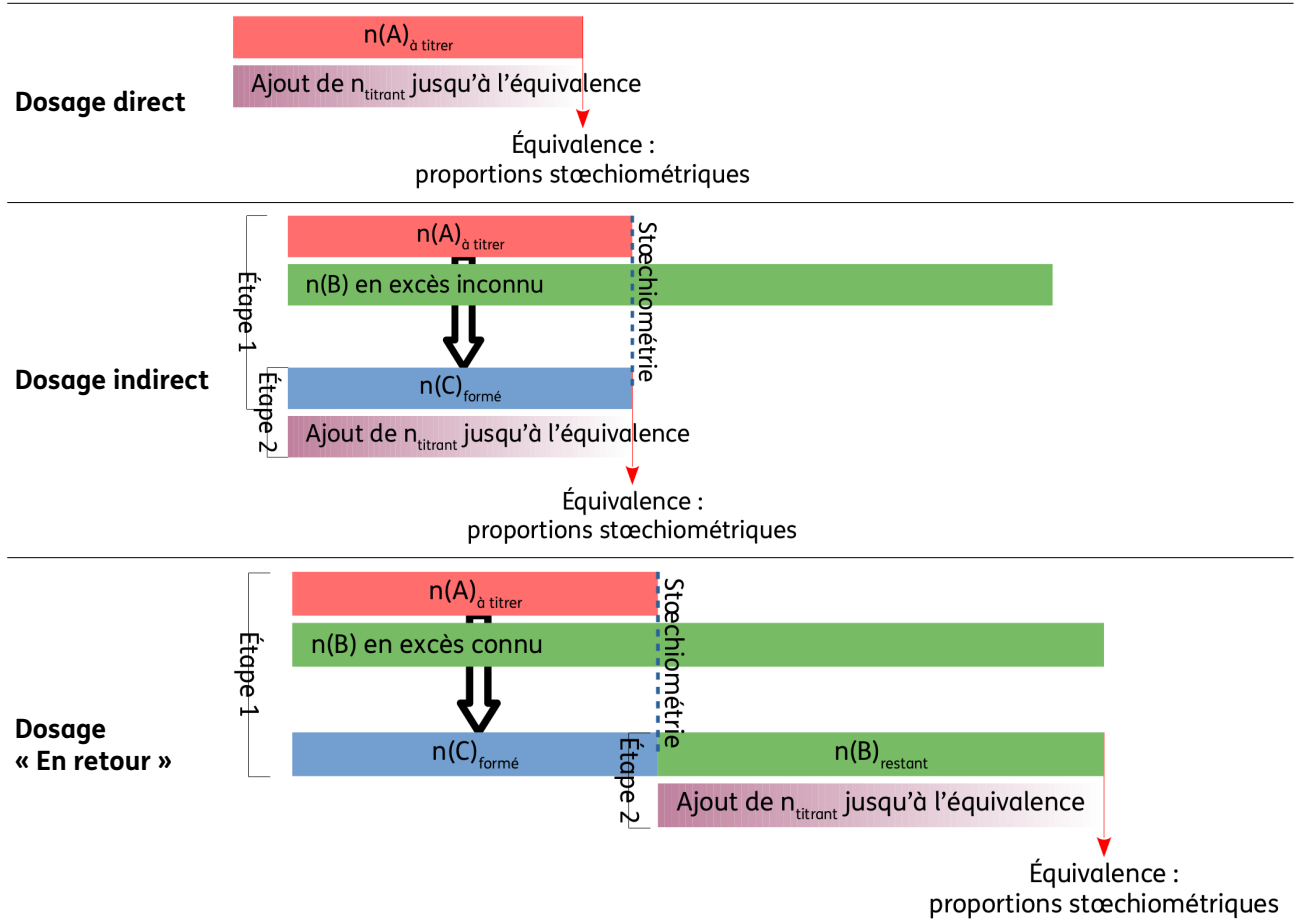 Dosage direct
n(A)à titrer
Ajout de ntitrant jusqu'à l'équivalence
Équivalence :
proportions stœchiométriques
Dosage indirect
Étape 1
n(A)à titrer
Stœchiométrie
n(B) en excès inconnu
Étape 2
n(C)formé
Ajout de ntitrant jusqu'à l'équivalence
Équivalence :
proportions stœchiométriques
Dosage
« En retour »
Étape 1
n(A)à titrer
Stœchiométrie
n(B) en excès connu
n(C)formé
Étape 2
n(B)restant
Ajout de ntitrant jusqu'à l'équivalence
Équivalence :
proportions stœchiométriques